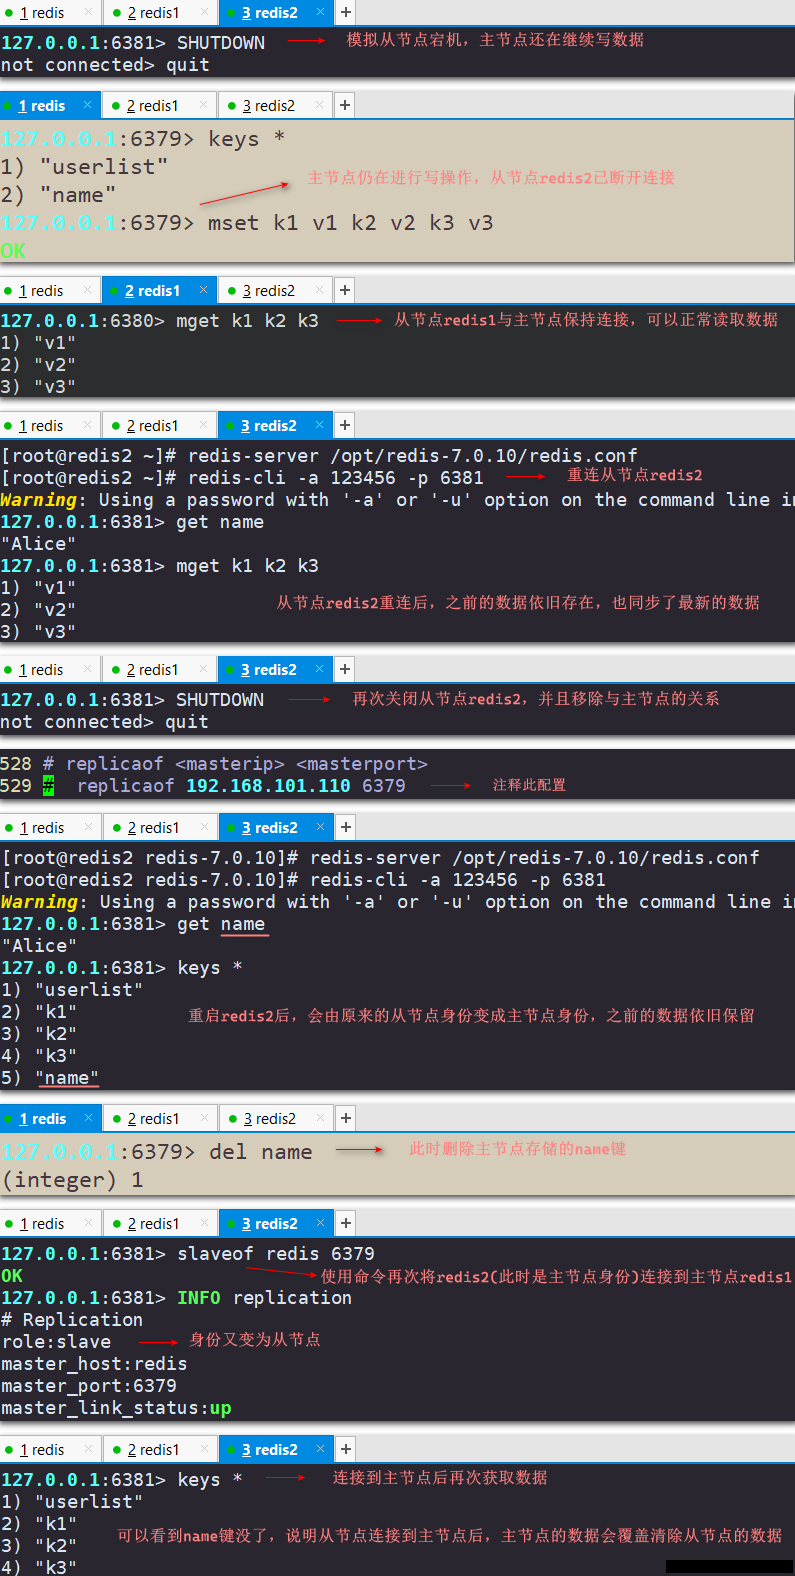 1 redis 2 redis1 3 redis2 +
127.0.0.1:6381> SHUTDOWN 模拟从节点宕机，主节点还在继续写数据
not connected> quit
1 redis 2 redis1 3 redis2 +
127.0.0.1:6379> keys *
1) "userlist"
主节点仍在进行写操作，从节点redis2已断开连接
2) "name"
127.0.0.1:6379> mset k1 v1 k2 v2 k3 v3
OK
1 redis 2 redis1 3 redis2 +
127.0.0.1:6380> mget k1 k2 k3 从节点redis1与主节点保持连接，可以正常读取数据
1) "v1"
2) "v2"
3) "v3"
1 redis 2 redis1 3 redis2 +
[root@redis2 ~]# redis-server /opt/redis-7.0.10/redis.conf
[root@redis2 ~]# redis-cli -a 123456 -p 6381 重连从节点redis2
Warning: Using a password with '-a' or '-u' option on the command line in
127.0.0.1:6381> get name
"Alice"
127.0.0.1:6381> mget k1 k2 k3
1) "v1"
2) "v2" 从节点redis2重连后，之前的数据依旧存在，也同步了最新的数据
3) "v3"
1 redis 2 redis1 3 redis2 +
127.0.0.1:6381> SHUTDOWN 再次关闭从节点redis2，并且移除与主节点的关系
not connected> quit
528 # replicaof <masterip> <masterport>
529 # replicaof 192.168.101.110 6379 注释此配置
1 redis 2 redis1 3 redis2 +
[root@redis2 redis-7.0.10]# redis-server /opt/redis-7.0.10/redis.conf
[root@redis2 redis-7.0.10]# redis-cli -a 123456 -p 6381
Warning: Using a password with '-a' or '-u' option on the command line in
127.0.0.1:6381> get name
"Alice"
127.0.0.1:6381> keys *
1) "userlist"
2) "k1" 重启redis2后，会由原来的从节点身份变成主节点身份，之前的数据依旧保留
3) "k2"
4) "k3"
5) "name"
1 redis 2 redis1 3 redis2 +
127.0.0.1:6379> del name 此时删除主节点存储的name键
(integer) 1
1 redis 2 redis1 3 redis2 +
127.0.0.1:6381> slaveof redis 6379
OK 使用命令再次将redis2(此时是主节点身份)连接到主节点redis1
127.0.0.1:6381> INFO replication
# Replication
role:slave 身份又变为从节点
master_host:redis
master_port:6379
master_link_status:up
1 redis 2 redis1 3 redis2 +
127.0.0.1:6381> keys * 连接到主节点后再次获取数据
1) "userlist"
2) "k1" 可以看到name键没了，说明从节点连接到主节点后，主节点的数据会覆盖清除从节点的数据
3) "k2"
4) "k3"